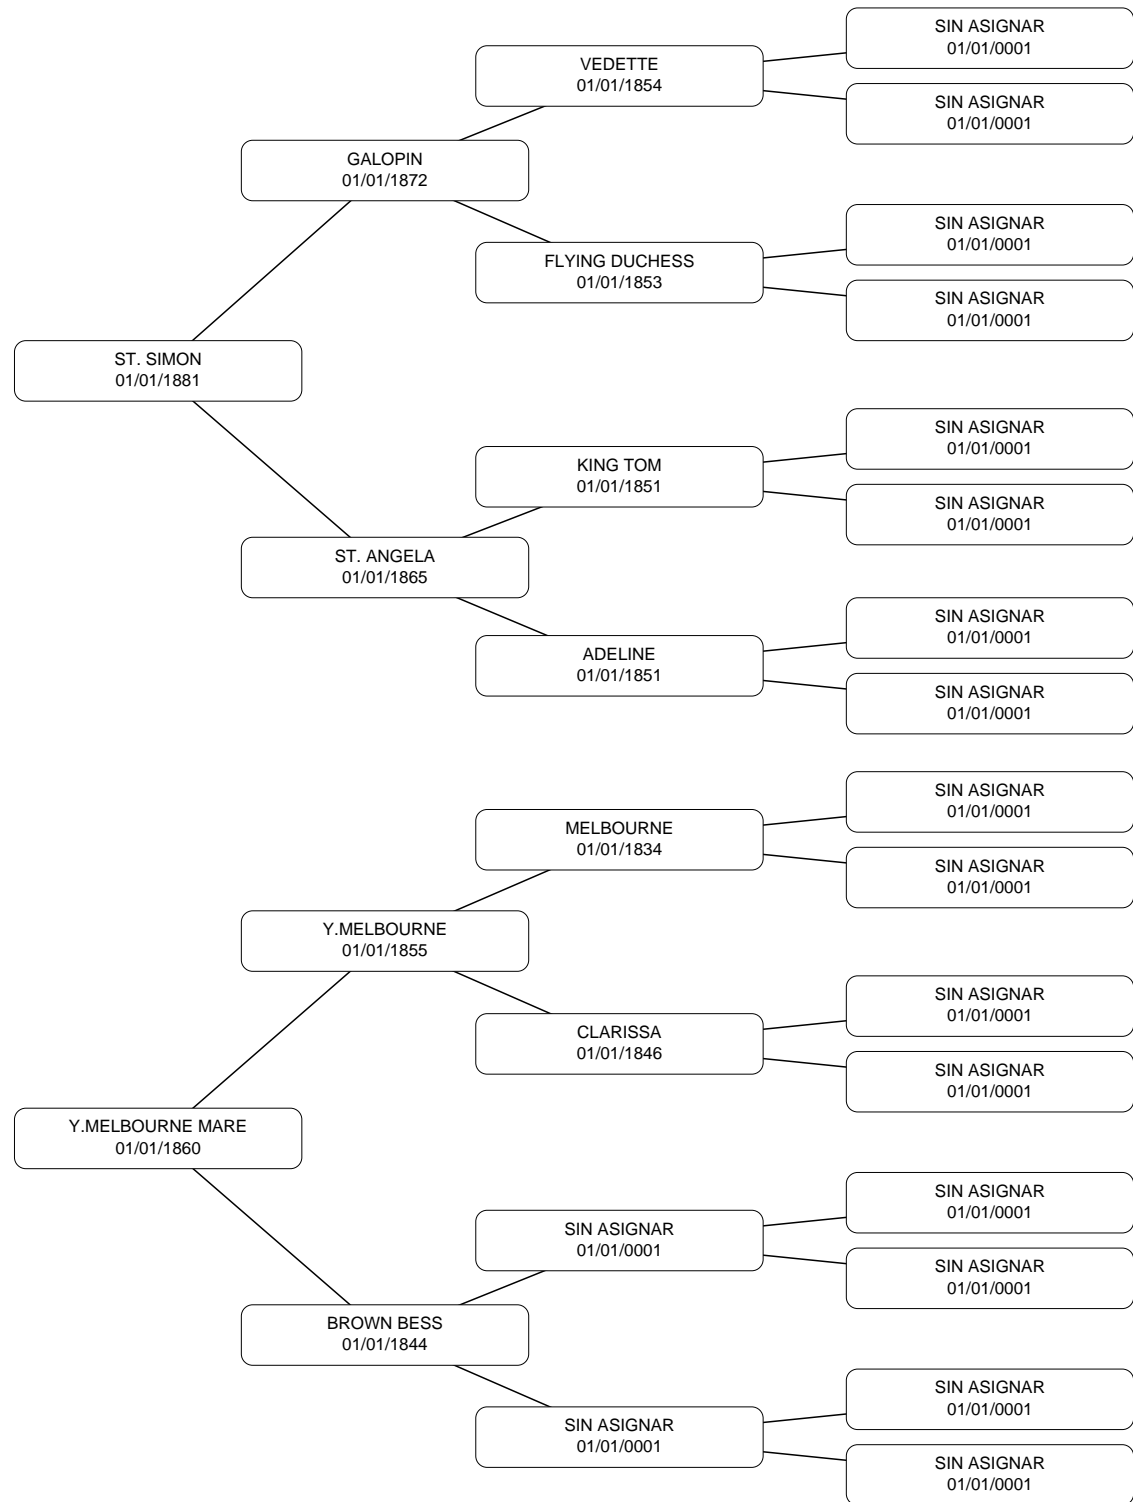 SIN ASIGNAR
01/01/0001
VEDETTE
01/01/1854
SIN ASIGNAR
01/01/0001
GALOPIN
01/01/1872
SIN ASIGNAR
01/01/0001
FLYING DUCHESS
01/01/1853
SIN ASIGNAR
01/01/0001
ST. SIMON
01/01/1881
SIN ASIGNAR
01/01/0001
KING TOM
01/01/1851
SIN ASIGNAR
01/01/0001
ST. ANGELA
01/01/1865
SIN ASIGNAR
01/01/0001
ADELINE
01/01/1851
SIN ASIGNAR
01/01/0001
SIN ASIGNAR
01/01/0001
MELBOURNE
01/01/1834
SIN ASIGNAR
01/01/0001
Y.MELBOURNE
01/01/1855
SIN ASIGNAR
01/01/0001
CLARISSA
01/01/1846
SIN ASIGNAR
01/01/0001
Y.MELBOURNE MARE
01/01/1860
SIN ASIGNAR
01/01/0001
SIN ASIGNAR
01/01/0001
SIN ASIGNAR
01/01/0001
BROWN BESS
01/01/1844
SIN ASIGNAR
01/01/0001
SIN ASIGNAR
01/01/0001
SIN ASIGNAR
01/01/0001